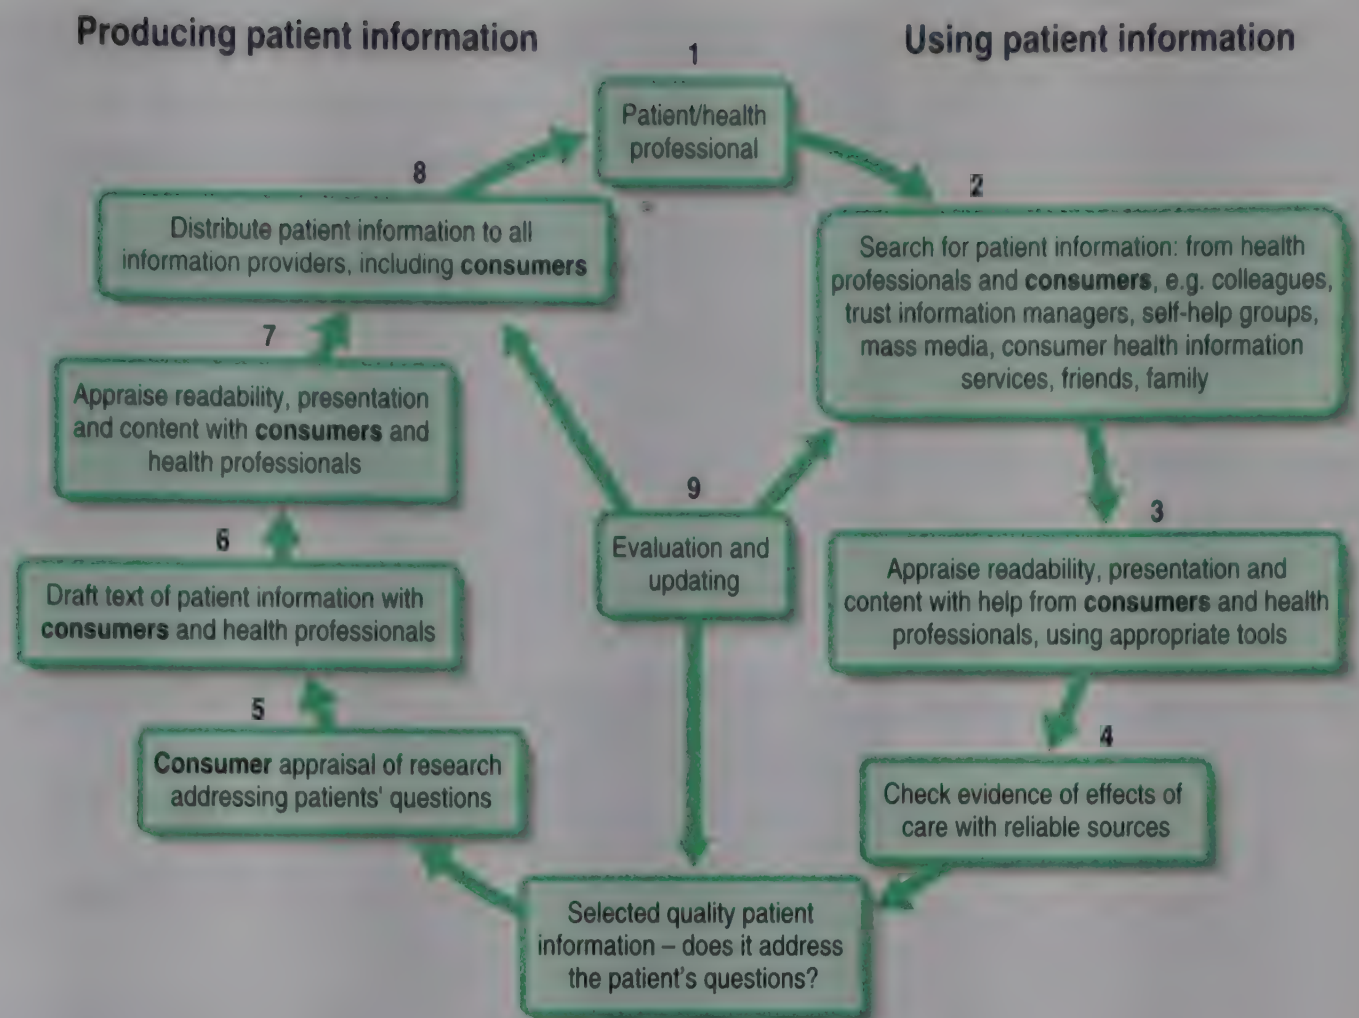 Producing patient information
Using patient information
1
Patient/health
professional
2
Search for patient information: from health
professionals and consumers, e.g. colleagues,
trust information managers, self-help groups,
mass media, consumer health information
services, friends, family
3
Appraise readability, presentation and
content with help from consumers and health
professionals, using appropriate tools
4
Check evidence of effects of
care with reliable sources
Selected quality patient
information – does it address
the patient's questions?
5
Consumer appraisal of research
addressing patients' questions
6
Draft text of patient information with
consumers and health professionals
7
Appraise readability, presentation
and content with consumers and
health professionals
8
Distribute patient information to all
information providers, including consumers
9
Evaluation and
updating